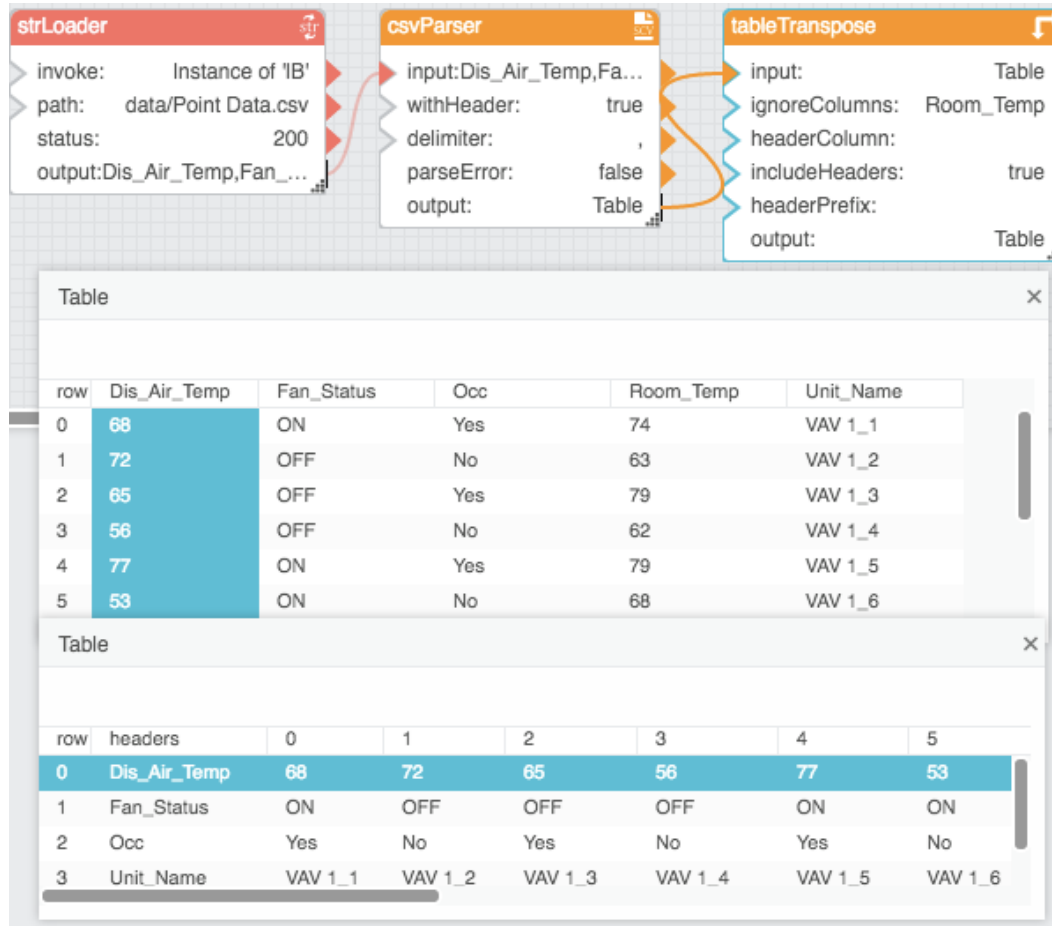 strLoader str
invoke: Instance of 'IB'
path: data/Point Data.csv
status: 200
output:Dis_Air_Temp,Fan_...
csvParser SCV
input:Dis_Air_Temp,Fa...
withHeader: true
delimiter: ,
parseError: false
output: Table
tableTranspose
input: Table
ignoreColumns: Room_Temp
headerColumn:
includeHeaders: true
headerPrefix:
output: Table
Table ×
row Dis_Air_Temp Fan_Status Occ Room_Temp Unit_Name
0 68 ON Yes 74 VAV 1_1
1 72 OFF No 63 VAV 1_2
2 65 OFF Yes 79 VAV 1_3
3 56 OFF No 62 VAV 1_4
4 77 ON Yes 79 VAV 1_5
5 53 ON No 68 VAV 1_6
Table ×
row headers 0 1 2 3 4 5
0 Dis_Air_Temp 68 72 65 56 77 53
1 Fan_Status ON OFF OFF OFF ON ON
2 Occ Yes No Yes No Yes No
3 Unit_Name VAV 1_1 VAV 1_2 VAV 1_3 VAV 1_4 VAV 1_5 VAV 1_6